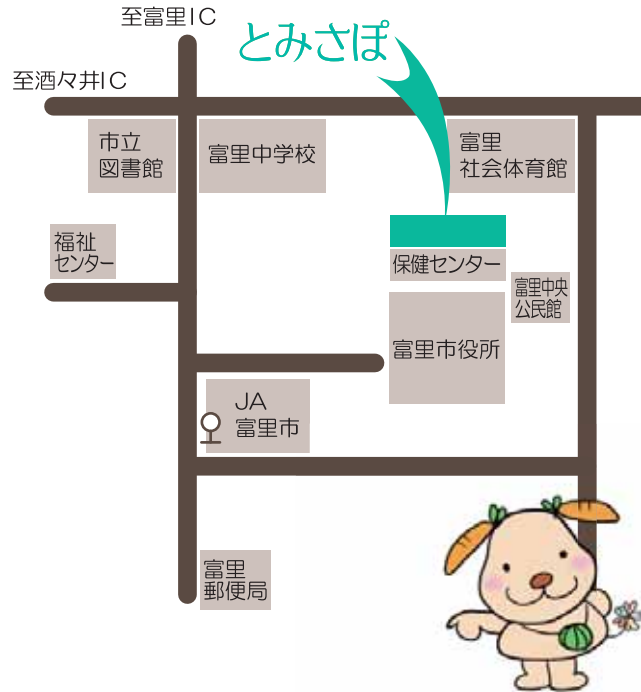 至富里IC
とみさぽ
至酒々井IC
市立
図書館
富里中学校
富里
社会体育館
福祉
センター
保健センター
富里中央
公民館
富里市役所
JA
富里市
富里
郵便局